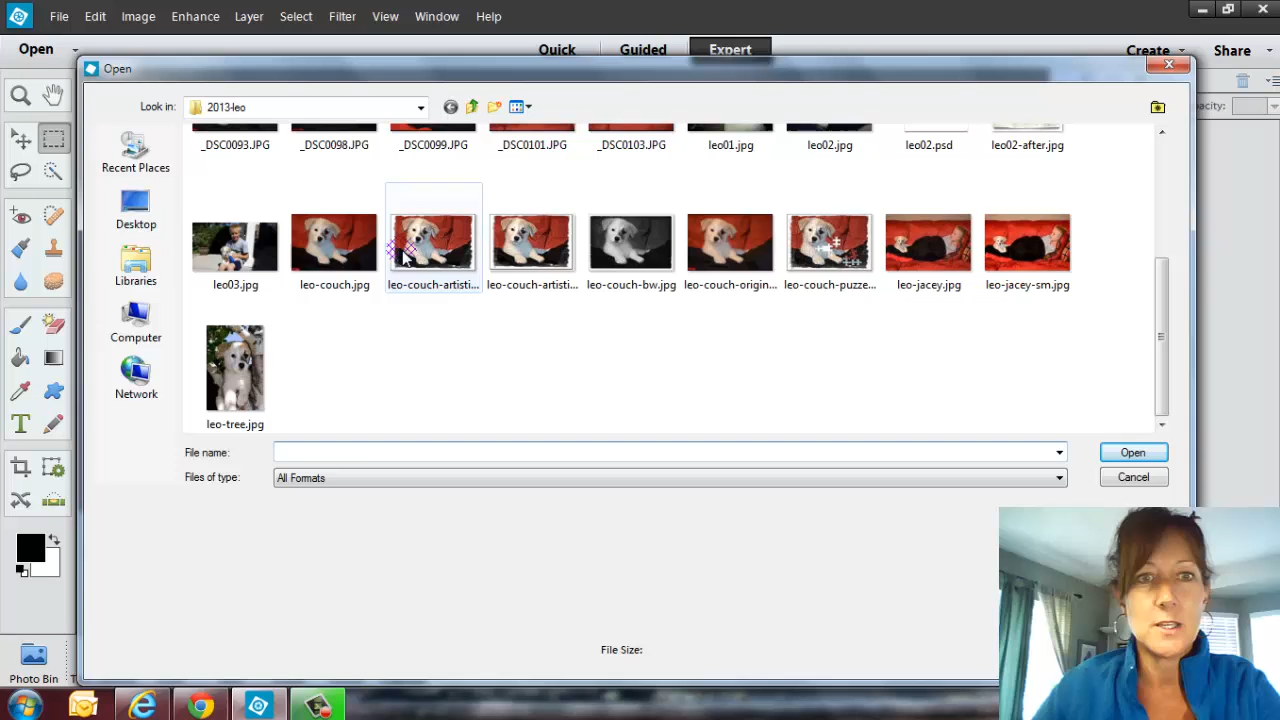 File Edit Image Enhance Layer Select Filter View Window Help
Open Quick Guided Expert Create Share
Open
Look in: 2013-leo
Opacity:
Recent Places
Desktop
Libraries
Computer
Network
_DSC0093.JPG _DSC0098.JPG _DSC0099.JPG _DSC0101.JPG _DSC0103.JPG leo01.jpg leo02.jpg leo02.psd leo02-after.jpg
leo03.jpg leo-couch.jpg leo-couch-artisti... leo-couch-artisti... leo-couch-bw.jpg leo-couch-origin... leo-couch-puzze... leo-jacey.jpg leo-jacey-sm.jpg
leo-tree.jpg
File name: Open
Files of type: All Formats Cancel
File Size:
Photo Bin